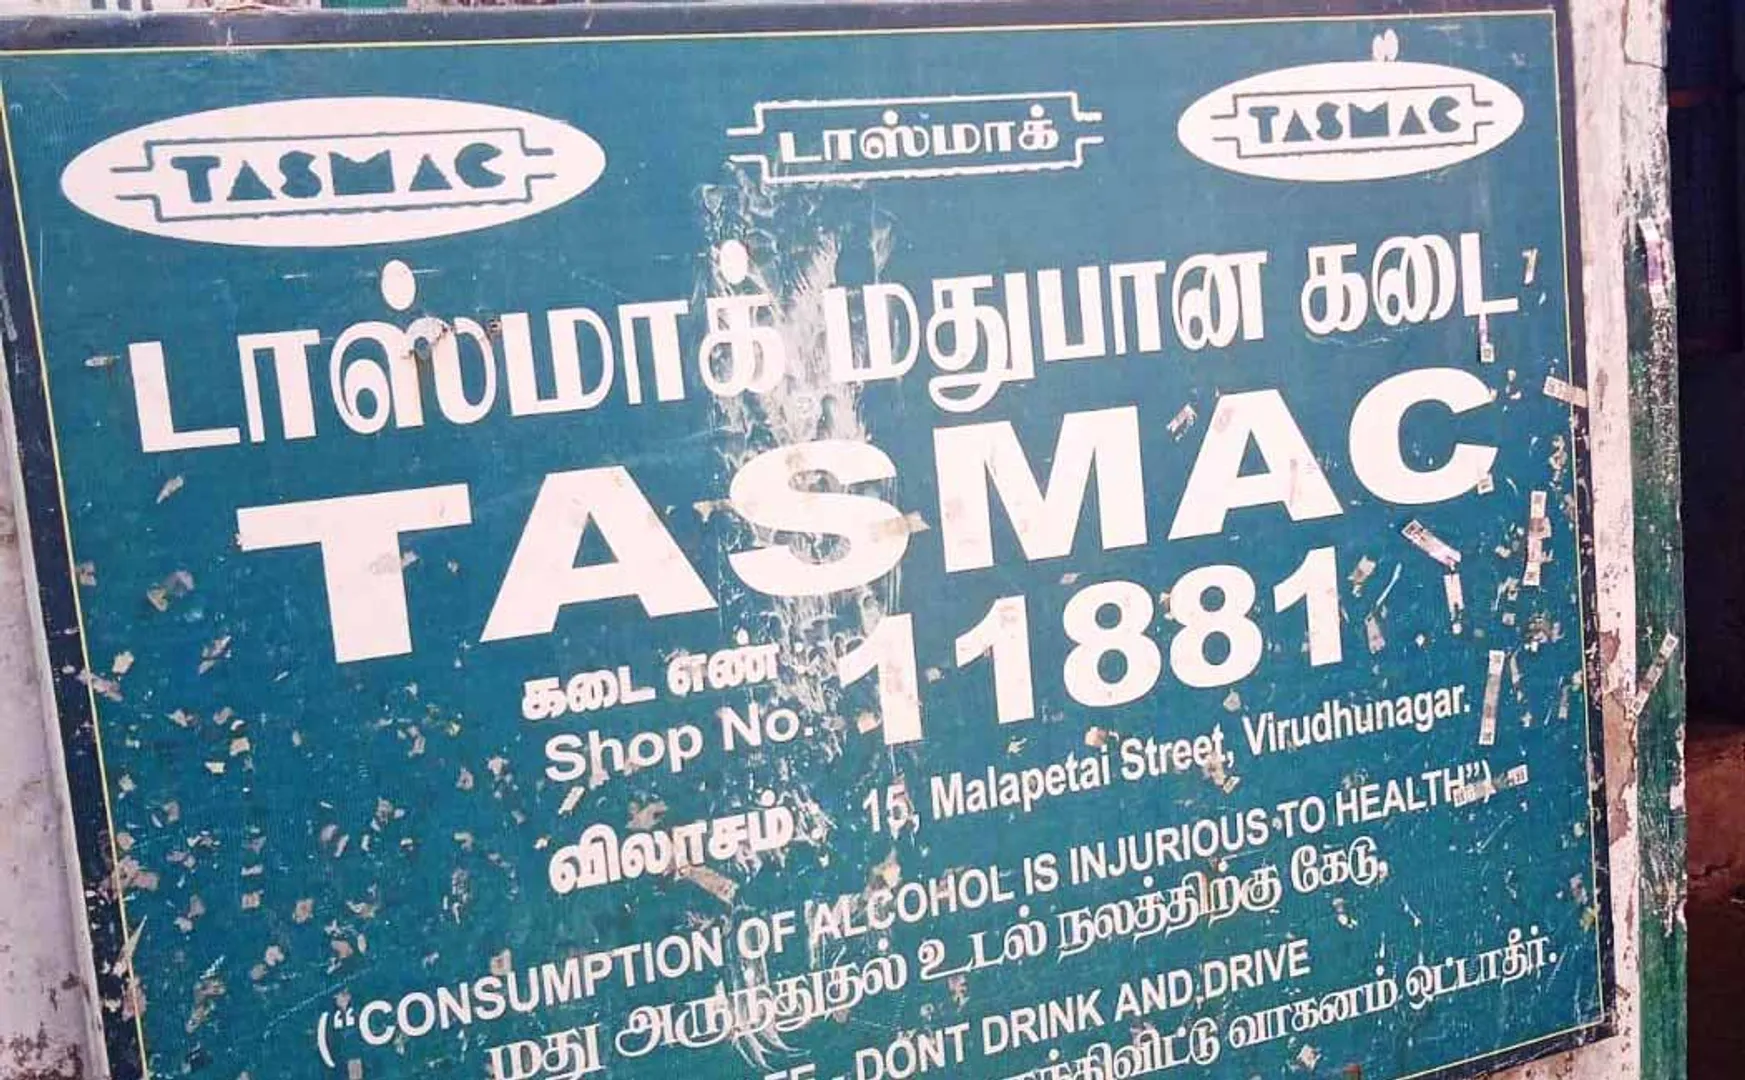 TASMAC டாஸ்மாக் TASMAC
டாஸ்மாக் மதுபான கடை
TASMAC
கடை எண் :
Shop No. 11881
விலாசம் : 15, Malapetai Street, Virudhunagar.
("CONSUMPTION OF ALCOHOL IS INJURIOUS TO HEALTH")
மது அருந்துதல் உடல் நலத்திற்கு கேடு,
- DONT DRINK AND DRIVE
வாகனம் ஓட்டாதீர்.